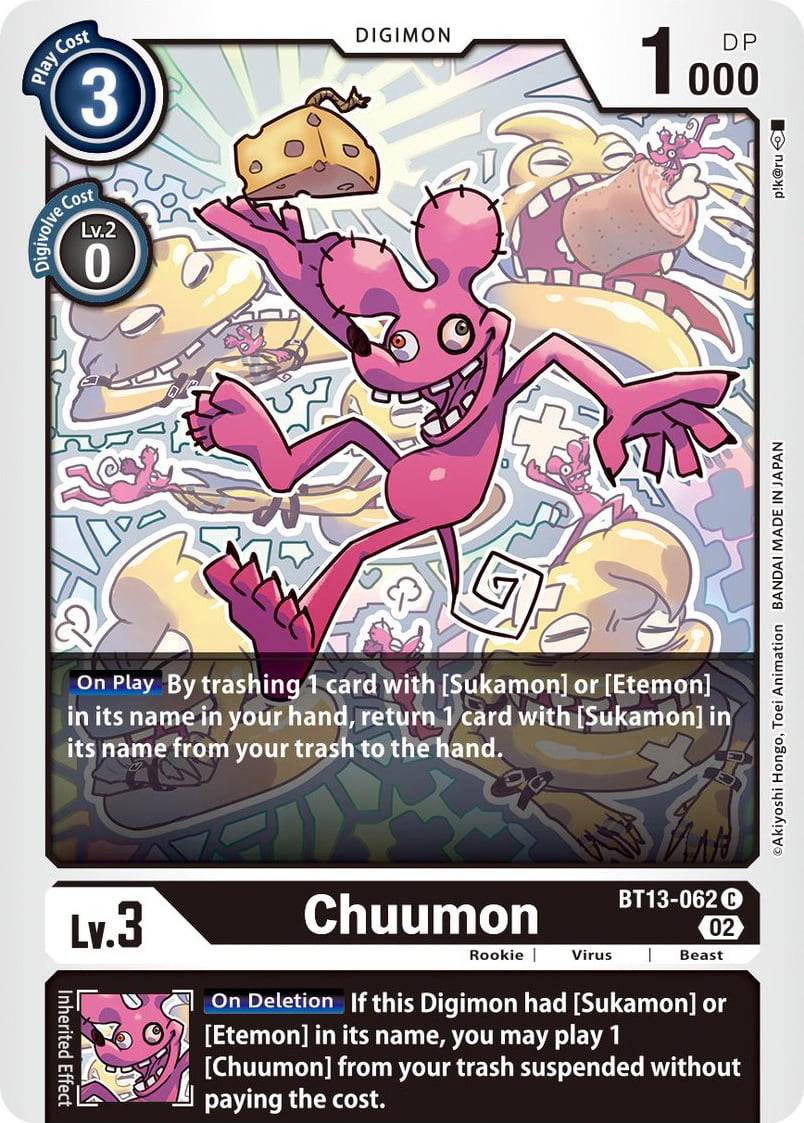 DIGIMON
Play Cost
3
DP
1000
Digivolve Cost
Lv.2
0
p!k@ru
©Akiyoshi Hongo, Toei Animation BANDAI MADE IN JAPAN
On Play By trashing 1 card with [Sukamon] or [Etemon]
in its name in your hand, return 1 card with [Sukamon] in
its name from your trash to the hand.
Lv.3
Chuumon
BT13-062 C
02
Rookie | Virus | Beast
Inherited Effect
On Deletion If this Digimon had [Sukamon] or
[Etemon] in its name, you may play 1
[Chuumon] from your trash suspended without
paying the cost.